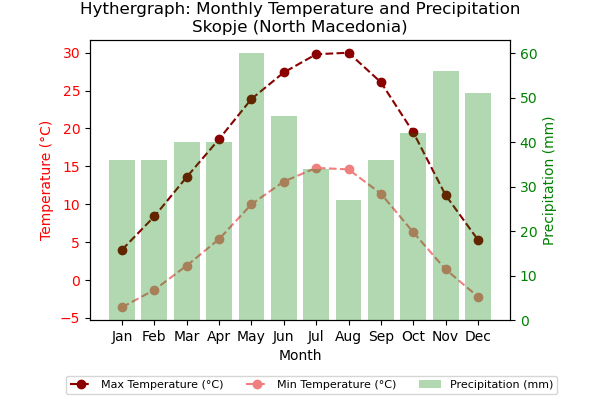 Hythergraph: Monthly Temperature and Precipitation
Skopje (North Macedonia)
Temperature (°C)
30
25
20
15
10
5
0
−5
60
50
40
30
20
10
0
Precipitation (mm)
Jan Feb Mar Apr May Jun Jul Aug Sep Oct Nov Dec
Month
Max Temperature (°C) Min Temperature (°C) Precipitation (mm)